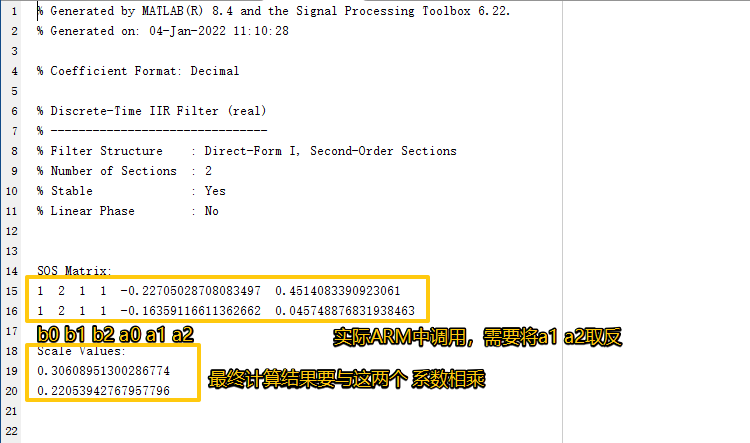 1 % Generated by MATLAB(R) 8.4 and the Signal Processing Toolbox 6.22.
2 % Generated on: 04-Jan-2022 11:10:28
3
4 % Coefficient Format: Decimal
5
6 % Discrete-Time IIR Filter (real)
7 % -------------------------------
8 % Filter Structure : Direct-Form I, Second-Order Sections
9 % Number of Sections : 2
10 % Stable : Yes
11 % Linear Phase : No
12
13
14 SOS Matrix:
15 1 2 1 1 -0.22705028708083497 0.4514083390923061
16 1 2 1 1 -0.16359116611362662 0.045748876831938463
17 b0 b1 b2 a0 a1 a2 实际ARM中调用，需要将a1 a2取反
18 Scale Values:
19 0.30608951300286774 最终计算结果要与这两个 系数相乘
20 0.22053942767957796
21
22